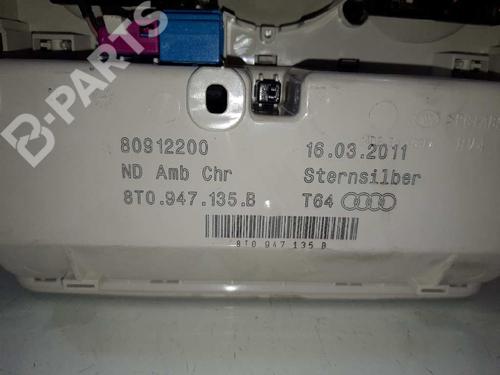 B-PARTS
80912200
16.03.2011
ND Amb Chr
Sternsilber
8T0.947.135.B
T64
8T0 947 135 B